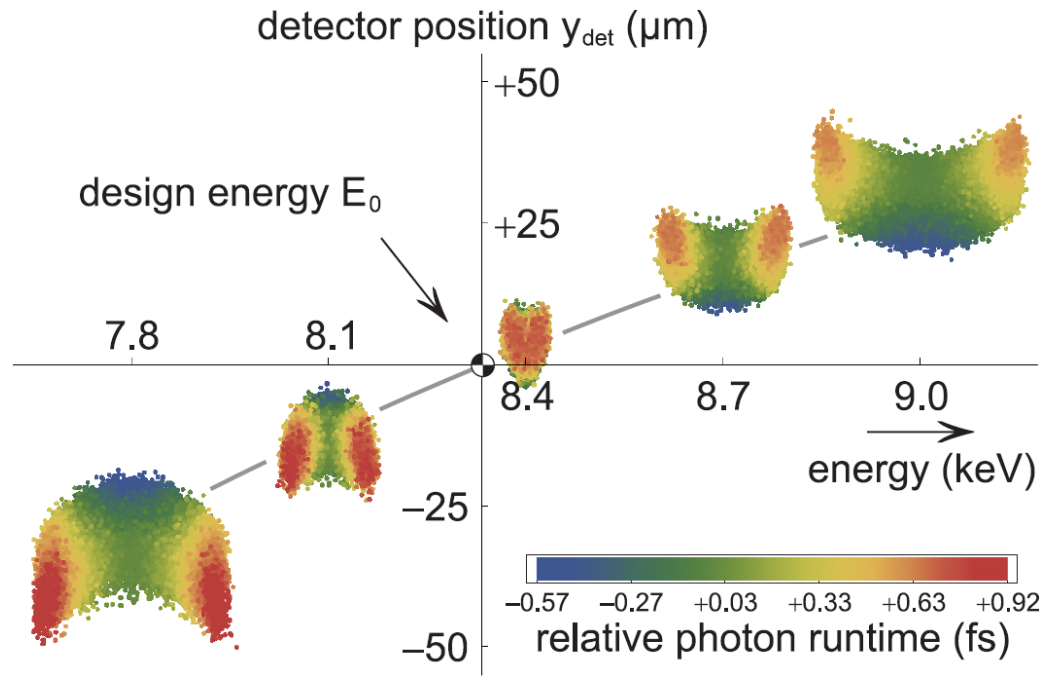 detector position y_det (µm)
+50
design energy E_0
+25
7.8 8.1
8.4 8.7 9.0
energy (keV)
−25
−0.57 −0.27 +0.03 +0.33 +0.63 +0.92
relative photon runtime (fs)
−50